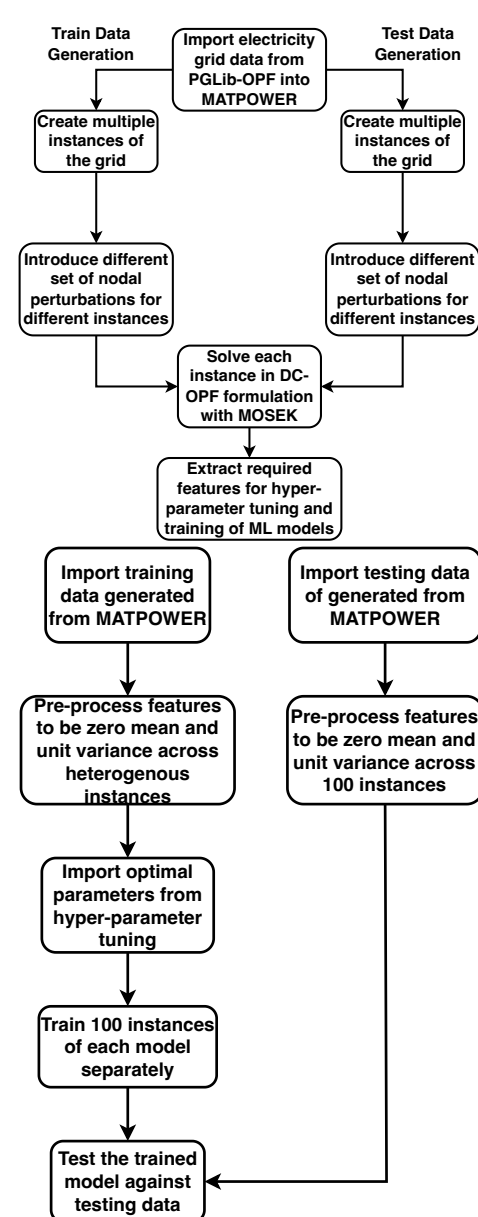 Train Data
Generation
Import electricity
grid data from
PGLib-OPF into
MATPOWER
Test Data
Generation
Create multiple
instances of
the grid
Create multiple
instances of
the grid
Introduce different
set of nodal
perturbations for
different instances
Introduce different
set of nodal
perturbations for
different instances
Solve each
instance in DC-
OPF formulation
with MOSEK
Extract required
features for hyper-
parameter tuning and
training of ML models
Import training
data generated
from MATPOWER
Import testing data
of generated from
MATPOWER
Pre-process features
to be zero mean and
unit variance across
heterogenous
instances
Pre-process features
to be zero mean and
unit variance across
100 instances
Import optimal
parameters from
hyper-parameter
tuning
Train 100 instances
of each model
separately
Test the trained
model against
testing data